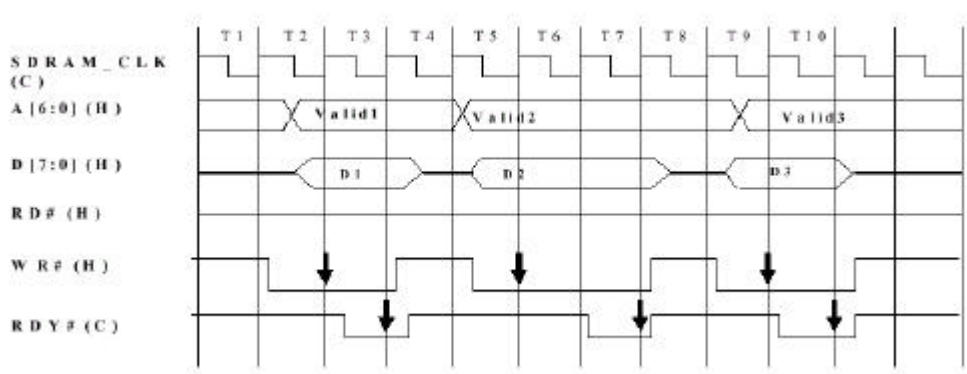 T1 T2 T3 T4 T5 T6 T7 T8 T9 T10
SDRAM_CLK
(C)
A[6:0](H)
Valid1 Valid2 Valid3
D[7:0](H)
D1 D2 D3
RD#(H)
WR#(H)
RDY#(C)